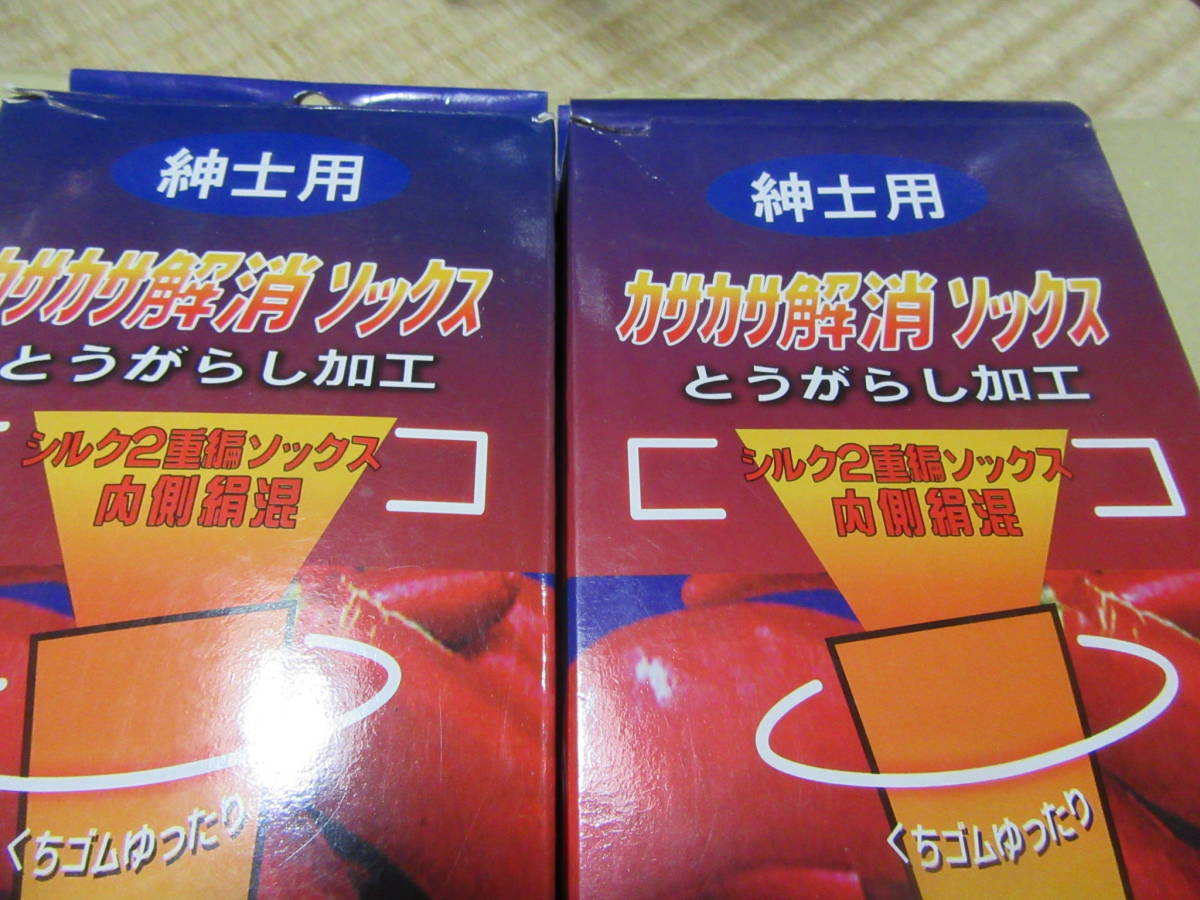 紳士用
カサカサ解消ソックス
とうがらし加工
シルク2重編ソックス
内側絹混
くちゴムゆったり
紳士用
カサカサ解消ソックス
とうがらし加工
シルク2重編ソックス
内側絹混
くちゴムゆったり